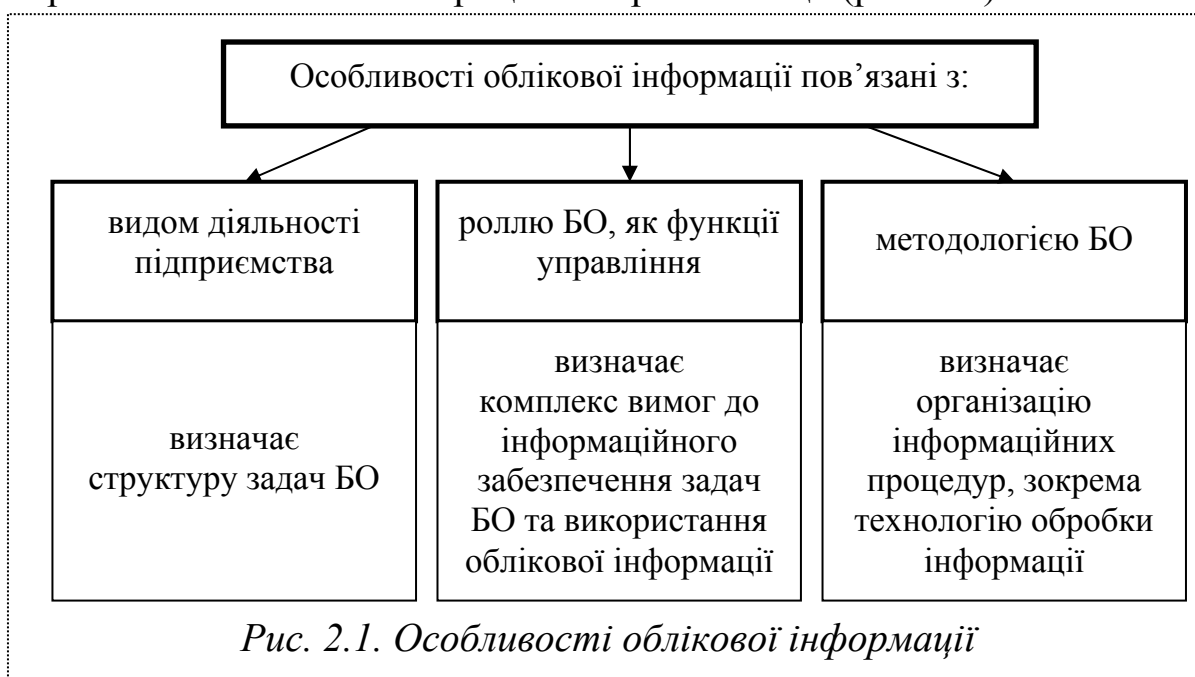 Особливості облікової інформації пов’язані з:
видом діяльності
підприємства
роллю БО, як функції
управління
методологією БО
визначає
структуру задач БО
визначає
комплекс вимог до
інформаційного
забезпечення задач
БО та використання
облікової інформації
визначає
організацію
інформаційних
процедур, зокрема
технологію обробки
інформації
Рис. 2.1. Особливості облікової інформації